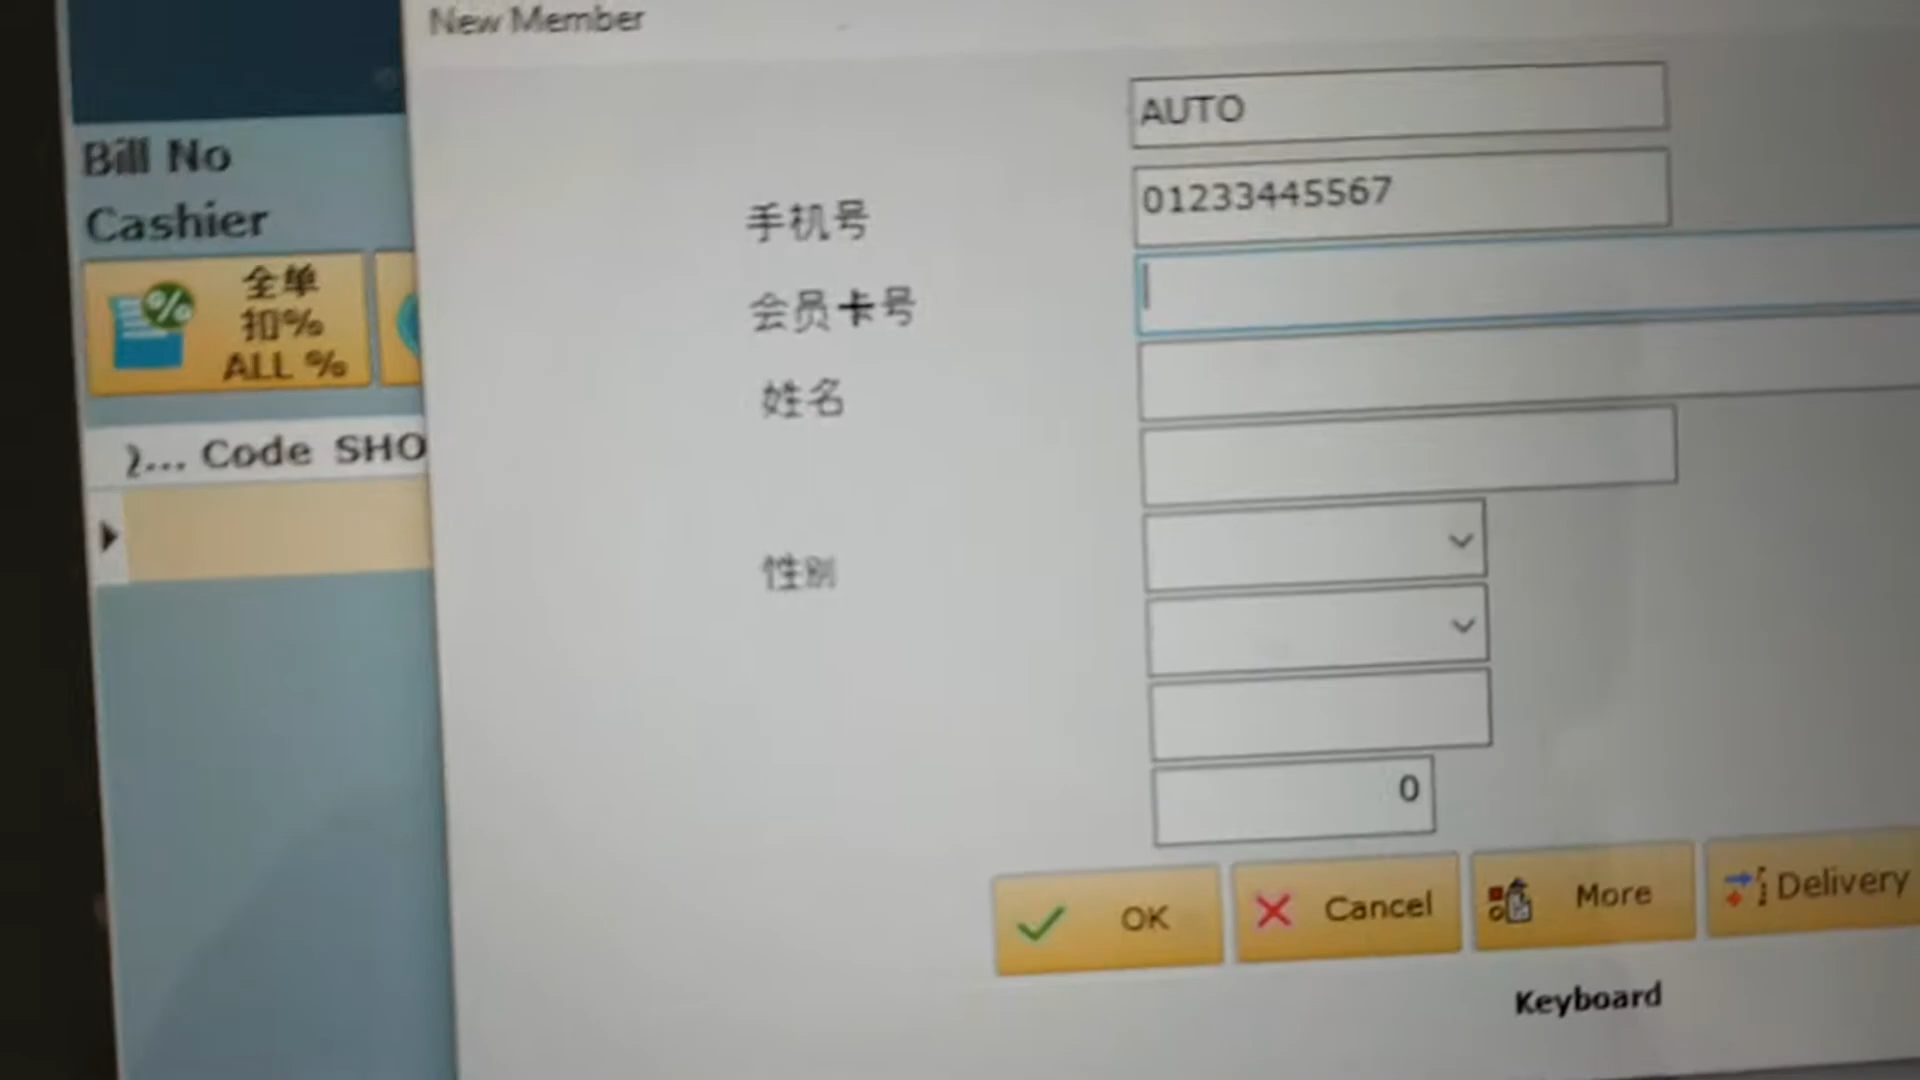 New Member
AUTO
手机号
01233445567
会员卡号
姓名
性别
0
OK
Cancel
More
Delivery
Keyboard
Bill No
Cashier
全单
扣%
ALL %
... Code SHO